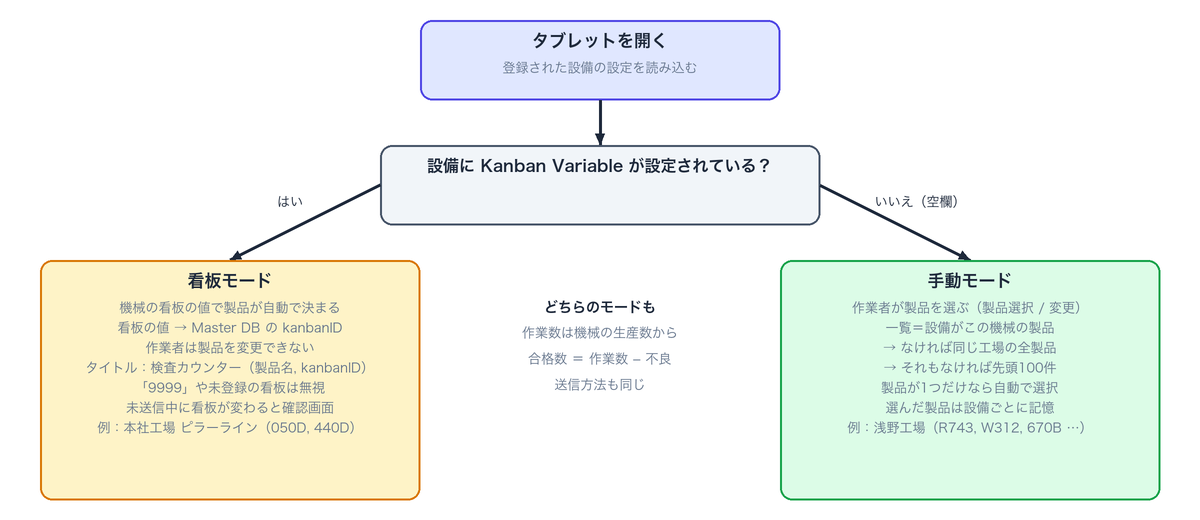 タブレットを開く
登録された設備の設定を読み込む
設備に Kanban Variable が設定されている？
はい
いいえ（空欄）
看板モード
機械の看板の値で製品が自動で決まる
看板の値 → Master DB の kanbanID
作業者は製品を変更できない
タイトル：検査カウンター（製品名, kanbanID）
「9999」や未登録の看板は無視
未送信中に看板が変わると確認画面
例：本社工場 ピラーライン（050D, 440D）
どちらのモードも
作業数は機械の生産数から
合格数 ＝ 作業数 − 不良
送信方法も同じ
手動モード
作業者が製品を選ぶ（製品選択 / 変更）
一覧＝設備がこの機械の製品
→ なければ同じ工場の全製品
→ それもなければ先頭100件
製品が1つだけなら自動で選択
選んだ製品は設備ごとに記憶
例：浅野工場（R743, W312, 670B …）